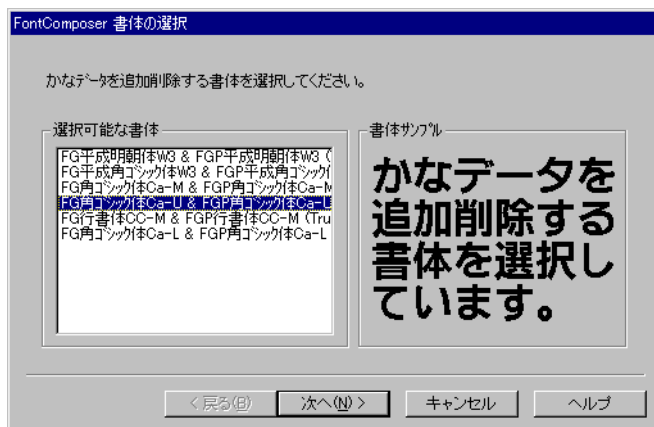 FontComposer 書体の選択
かなデータを追加削除する書体を選択してください。
選択可能な書体
FG平成明朝体W3 & FGP平成明朝体W3 (
FG平成角ゴシック体W3 & FGP平成角ゴシック体
FG角ゴシック体Ca-M & FGP角ゴシック体Ca-M
FG角ゴシック体Ca-U & FGP角ゴシック体Ca-U
FG行書体CC-M & FGP行書体CC-M (Tru
FG角ゴシック体Ca-L & FGP角ゴシック体Ca-L
書体サンプル
かなデータを
追加削除する
書体を選択し
ています。
< 戻る(B)
次へ(N) >
キャンセル
ヘルプ